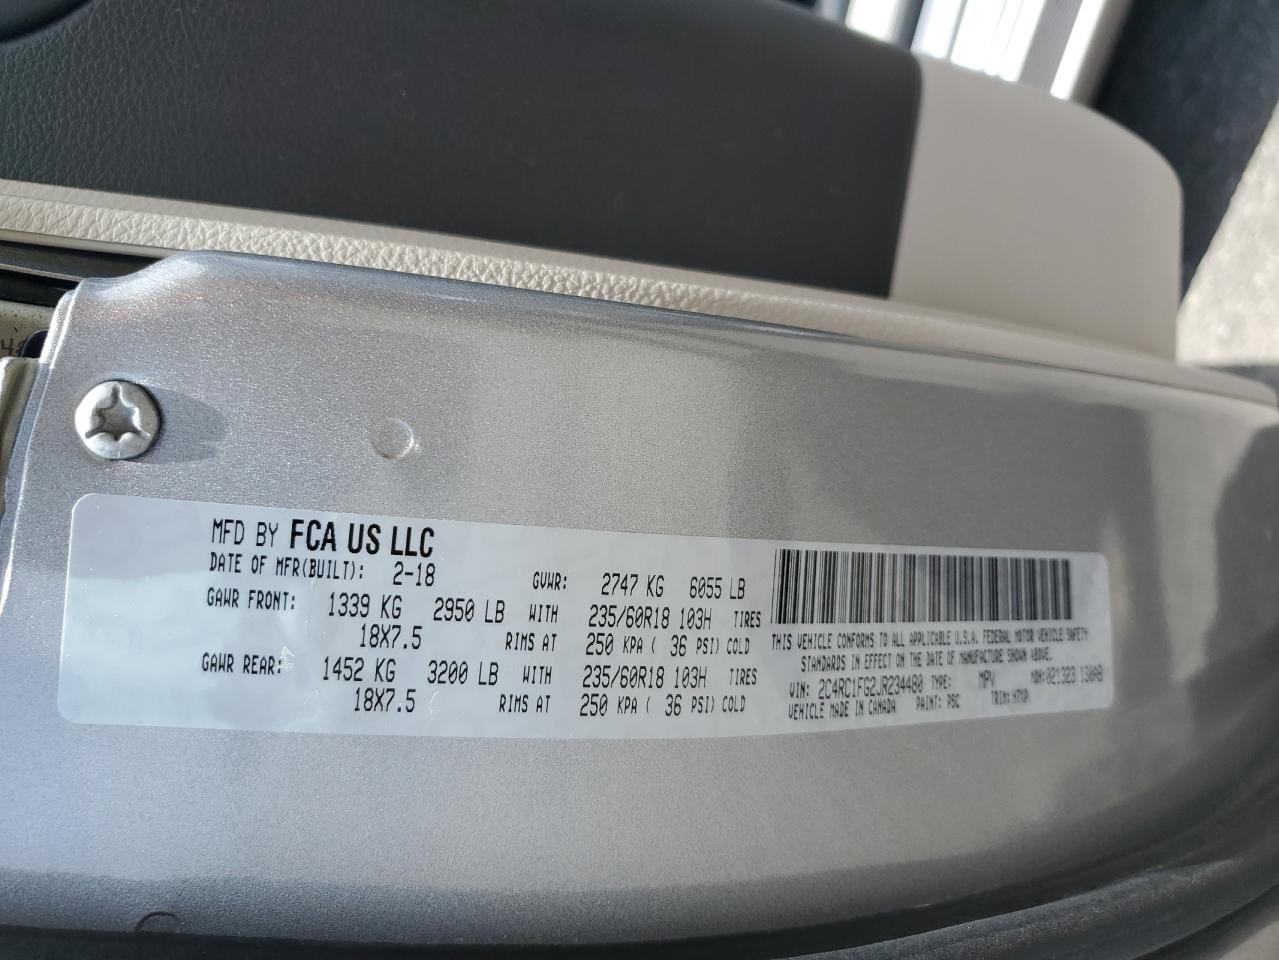 MFD BY FCA US LLC
DATE OF MFR(BUILT): 2-18 GVWR: 2747 KG 6055 LB
GAWR FRONT: 1339 KG 2950 LB WITH 235/60R18 103H TIRES
18X7.5 RIMS AT 250 KPA ( 36 PSI) COLD
GAWR REAR: 1452 KG 3200 LB WITH 235/60R18 103H TIRES
18X7.5 RIMS AT 250 KPA ( 36 PSI) COLD
THIS VEHICLE CONFORMS TO ALL APPLICABLE U.S.A. FEDERAL MOTOR VEHICLE SAFETY
STANDARDS IN EFFECT ON THE DATE OF MANUFACTURE SHOWN ABOVE.
VIN: 2C4RC1FG2JR234480 TYPE: MPV MDH: 021323 130AB
VEHICLE MADE IN CANADA PAINT: PSC TRIM: